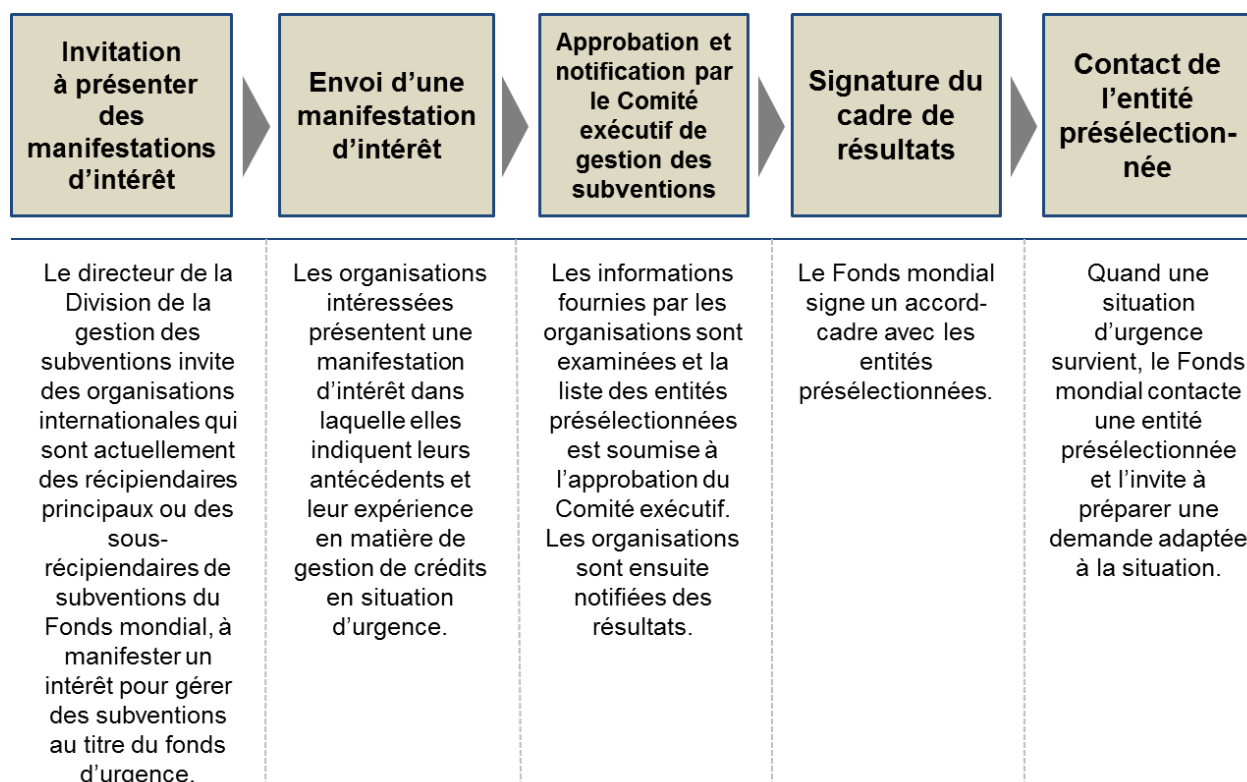 Invitation
à présenter
des
manifestations
d’intérêt
Envoi d’une
manifestation
d’intérêt
Approbation et
notification par
le Comité
exécutif de
gestion des
subventions
Signature du
cadre de
résultats
Contact de
l’entité
présélection-
née
Le directeur de la
Division de la
gestion des
subventions invite
des organisations
internationales qui
sont actuellement
des récipiendaires
principaux ou des
sous-
récipiendaires de
subventions du
Fonds mondial, à
manifester un
intérêt pour gérer
des subventions
au titre du fonds
d’urgence.
Les organisations
intéressées
présentent une
manifestation
d’intérêt dans
laquelle elles
indiquent leurs
antécédents et
leur expérience
en matière de
gestion de crédits
en situation
d’urgence.
Les informations
fournies par les
organisations sont
examinées et la
liste des entités
présélectionnées
est soumise à
l’approbation du
Comité exécutif.
Les organisations
sont ensuite
notifiées des
résultats.
Le Fonds mondial
signe un accord-
cadre avec les
entités
présélectionnées.
Quand une
situation
d’urgence
survient, le Fonds
mondial contacte
une entité
présélectionnée
et l’invite à
préparer une
demande adaptée
à la situation.